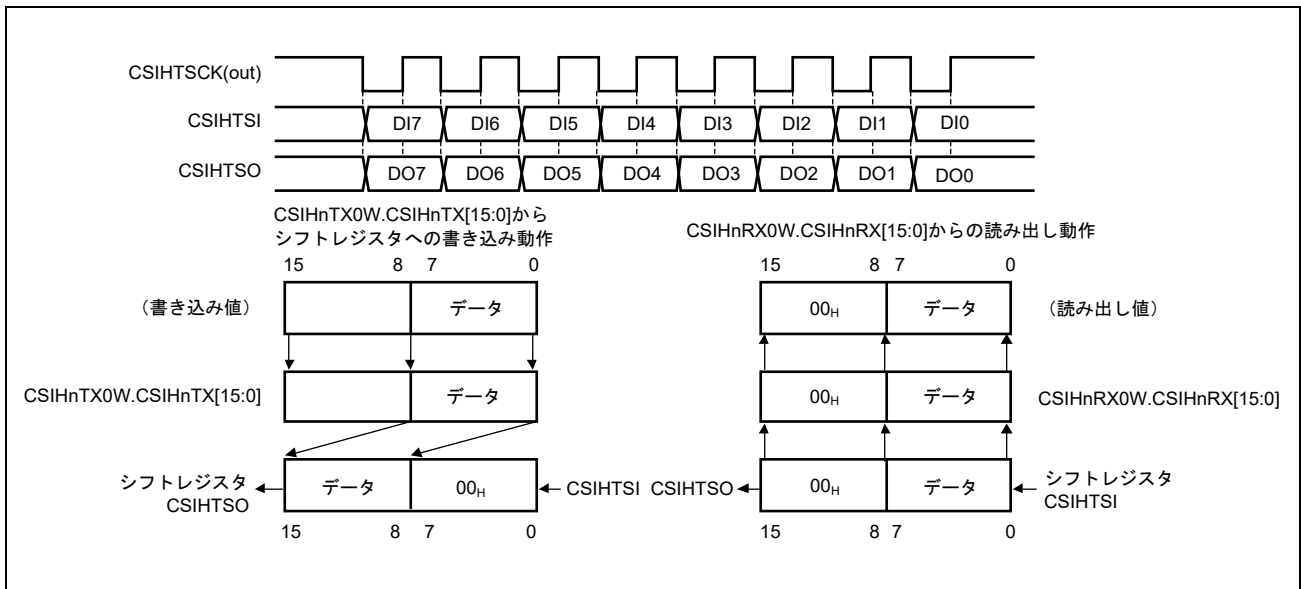 CSIHTSCK(out)
CSIHTSI DI7 DI6 DI5 DI4 DI3 DI2 DI1 DI0
CSIHTSO DO7 DO6 DO5 DO4 DO3 DO2 DO1 DO0
CSIHnTX0W.CSIHnTX[15:0]から
シフトレジスタへの書き込み動作
15 8 7 0
(書き込み値) データ
CSIHnTX0W.CSIHnTX[15:0] データ
シフトレジスタ
CSIHTSO データ 00H CSIHTSI
15 8 7 0
CSIHnRX0W.CSIHnRX[15:0]からの読み出し動作
15 8 7 0
00H データ (読み出し値)
00H データ CSIHnRX0W.CSIHnRX[15:0]
CSIHTSO 00H データ シフトレジスタ
CSIHTSI
15 8 7 0